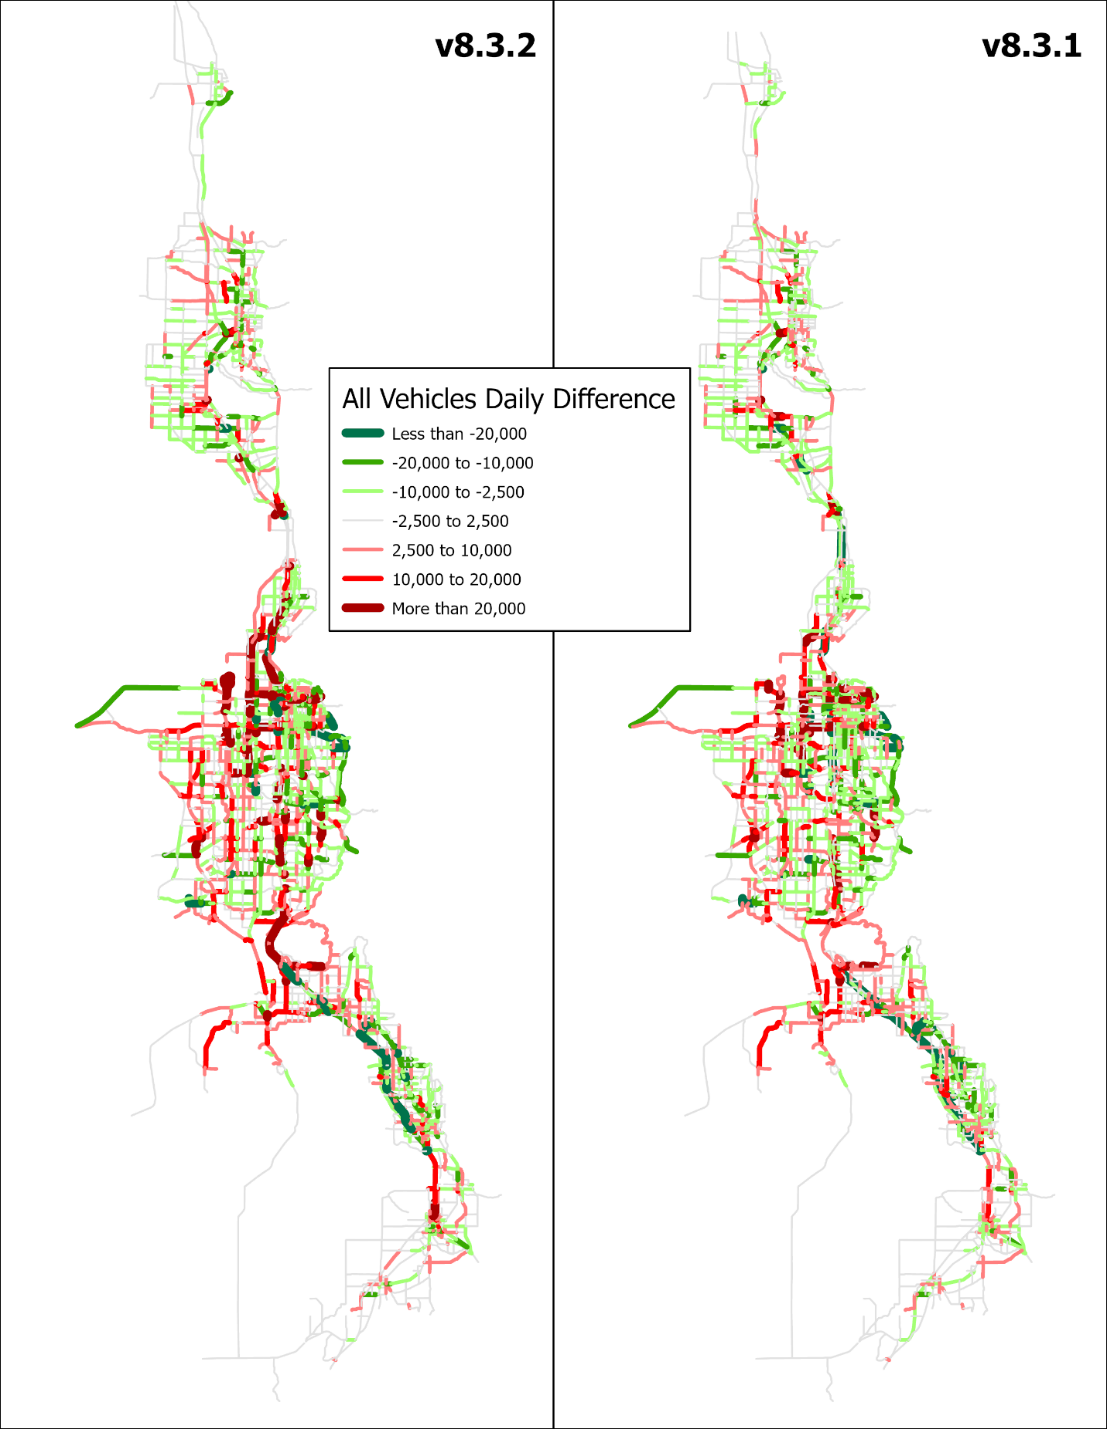 v8.3.2
v8.3.1
All Vehicles Daily Difference
Less than -20,000
-20,000 to -10,000
-10,000 to -2,500
-2,500 to 2,500
2,500 to 10,000
10,000 to 20,000
More than 20,000